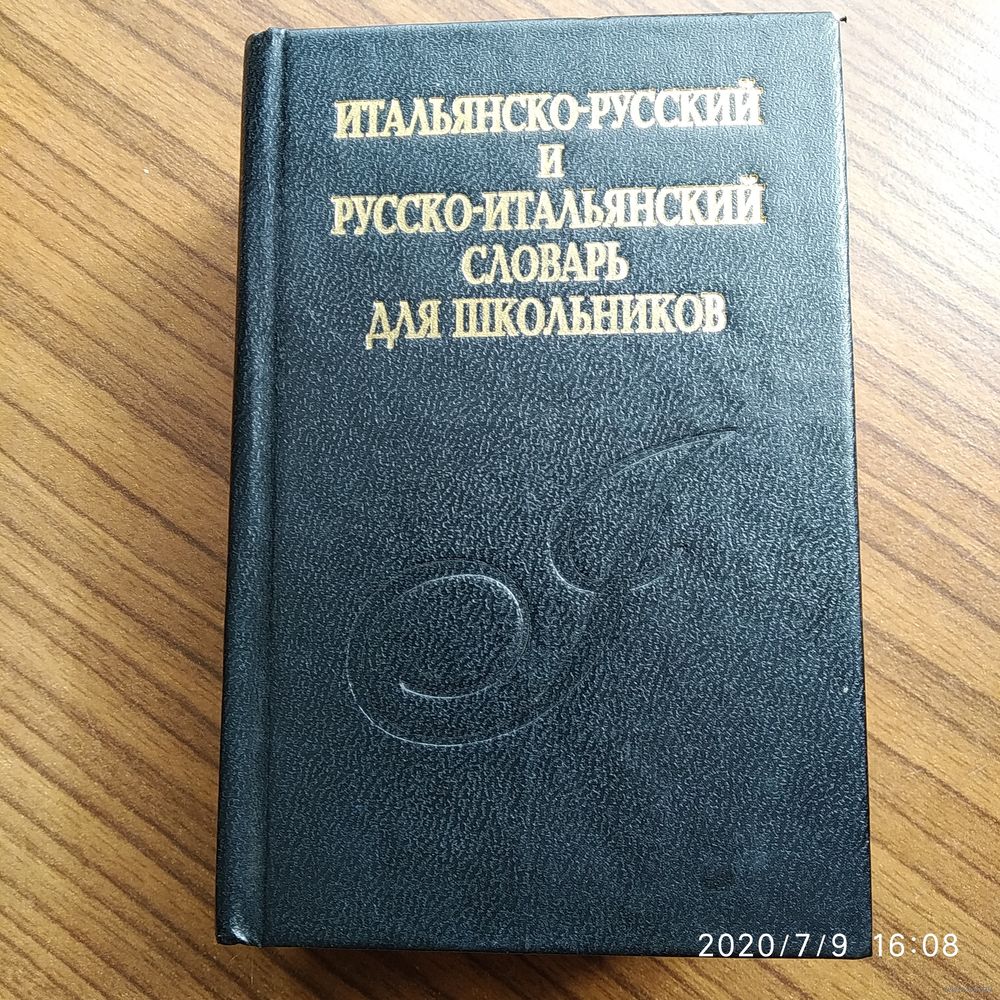 ИТАЛЬЯНСКО-РУССКИЙ
И
РУССКО-ИТАЛЬЯНСКИЙ
СЛОВАРЬ
ДЛЯ ШКОЛЬНИКОВ
2020/7/9 16:08